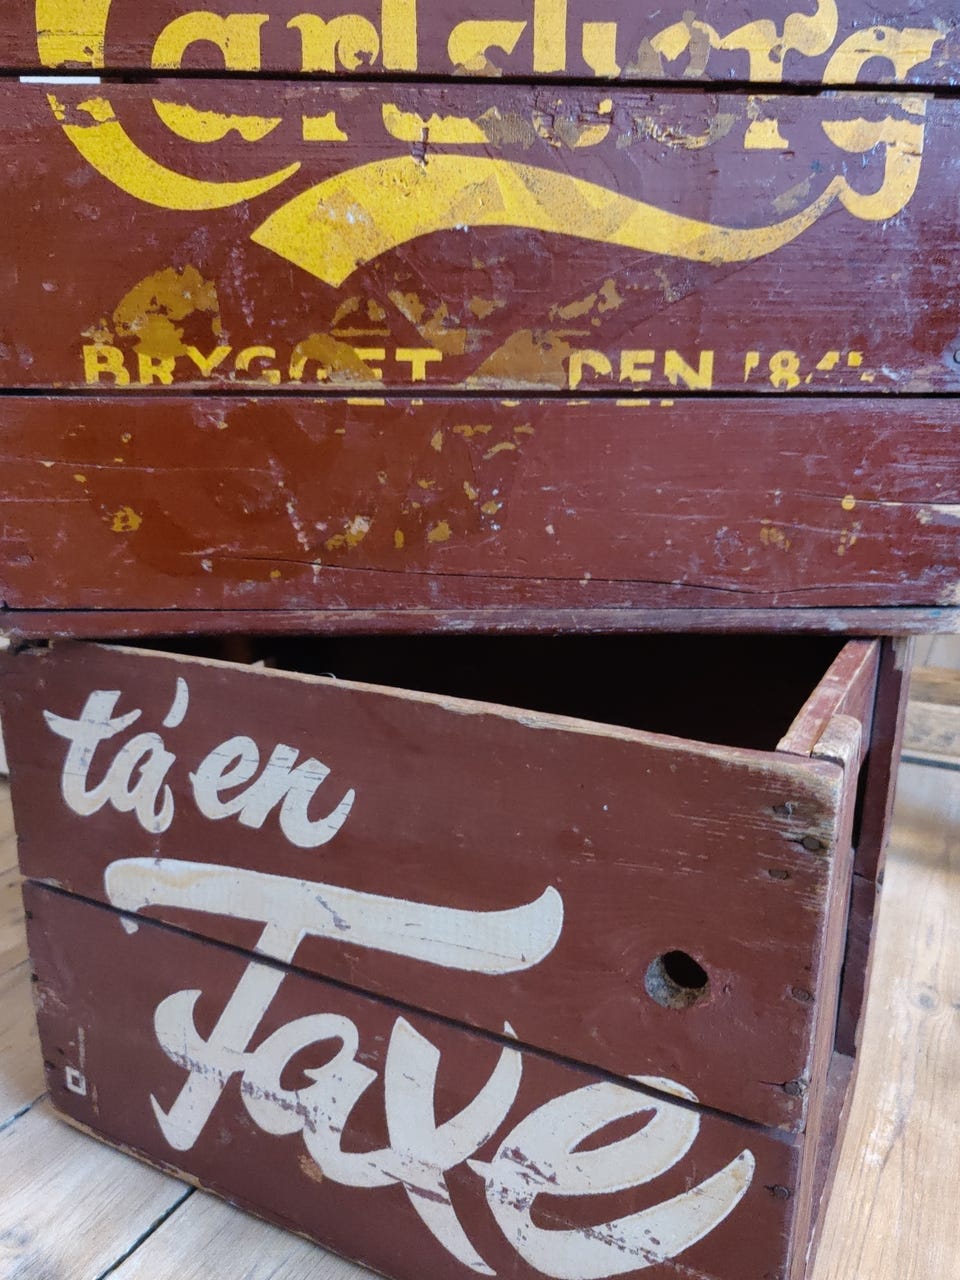 Carlsberg
BRYGGET
ta' en
Faxe